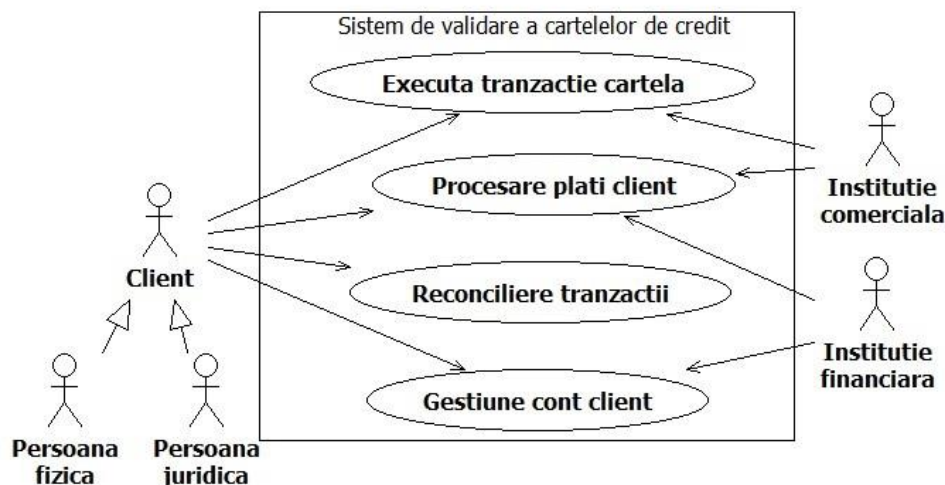 Sistem de validare a cartelelor de credit
Executa tranzactie cartela
Procesare plati client
Reconciliere tranzactii
Gestiune cont client
Client
Persoana
fizica
Persoana
juridica
Institutie
comerciala
Institutie
financiara